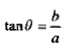 tanθ = b/a